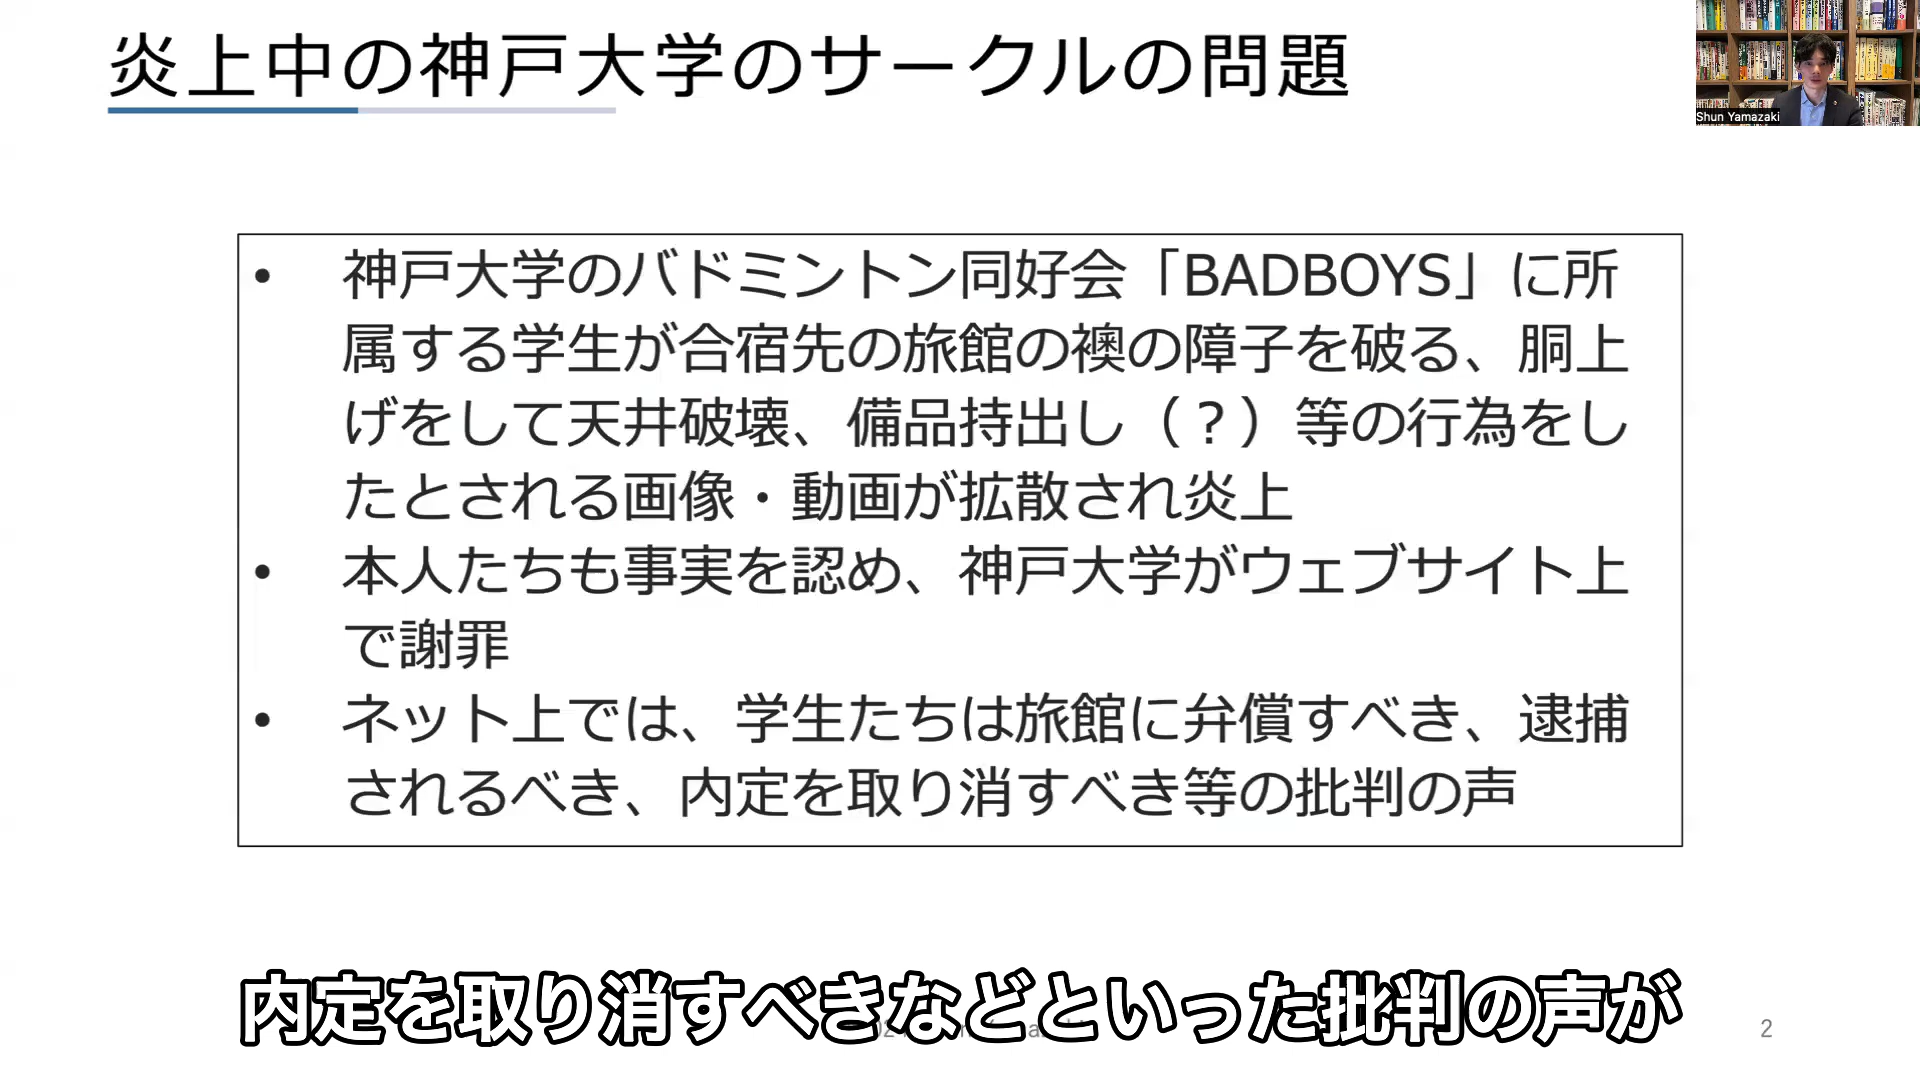 炎上中の神戸大学のサークルの問題
Shun Yamazaki
• 神戸大学のバドミントン同好会「BADBOYS」に所
属する学生が合宿先の旅館の襖の障子を破る、胴上
げをして天井破壊、備品持出し（？）等の行為をし
たとされる画像・動画が拡散され炎上
• 本人たちも事実を認め、神戸大学がウェブサイト上
で謝罪
• ネット上では、学生たちは旅館に弁償すべき、逮捕
されるべき、内定を取り消すべき等の批判の声
内定を取り消すべきなどといった批判の声が
2